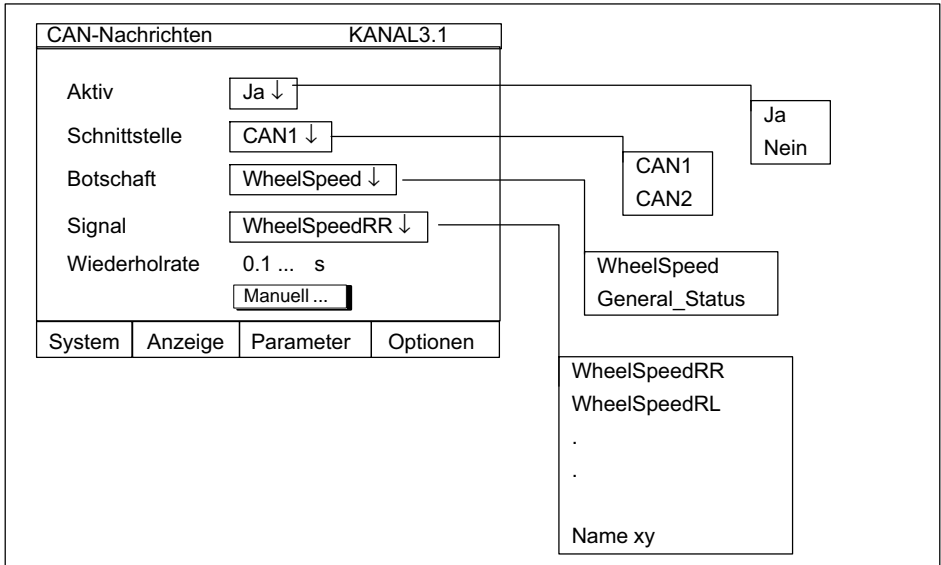 CAN-Nachrichten KANAL3.1
Aktiv Ja ↓
Schnittstelle CAN1 ↓
Botschaft WheelSpeed ↓
Signal WheelSpeedRR ↓
Wiederholrate 0.1 ... s
Manuell ...
System Anzeige Parameter Optionen
Ja
Nein
CAN1
CAN2
WheelSpeed
General_Status
WheelSpeedRR
WheelSpeedRL
.
.
Name xy